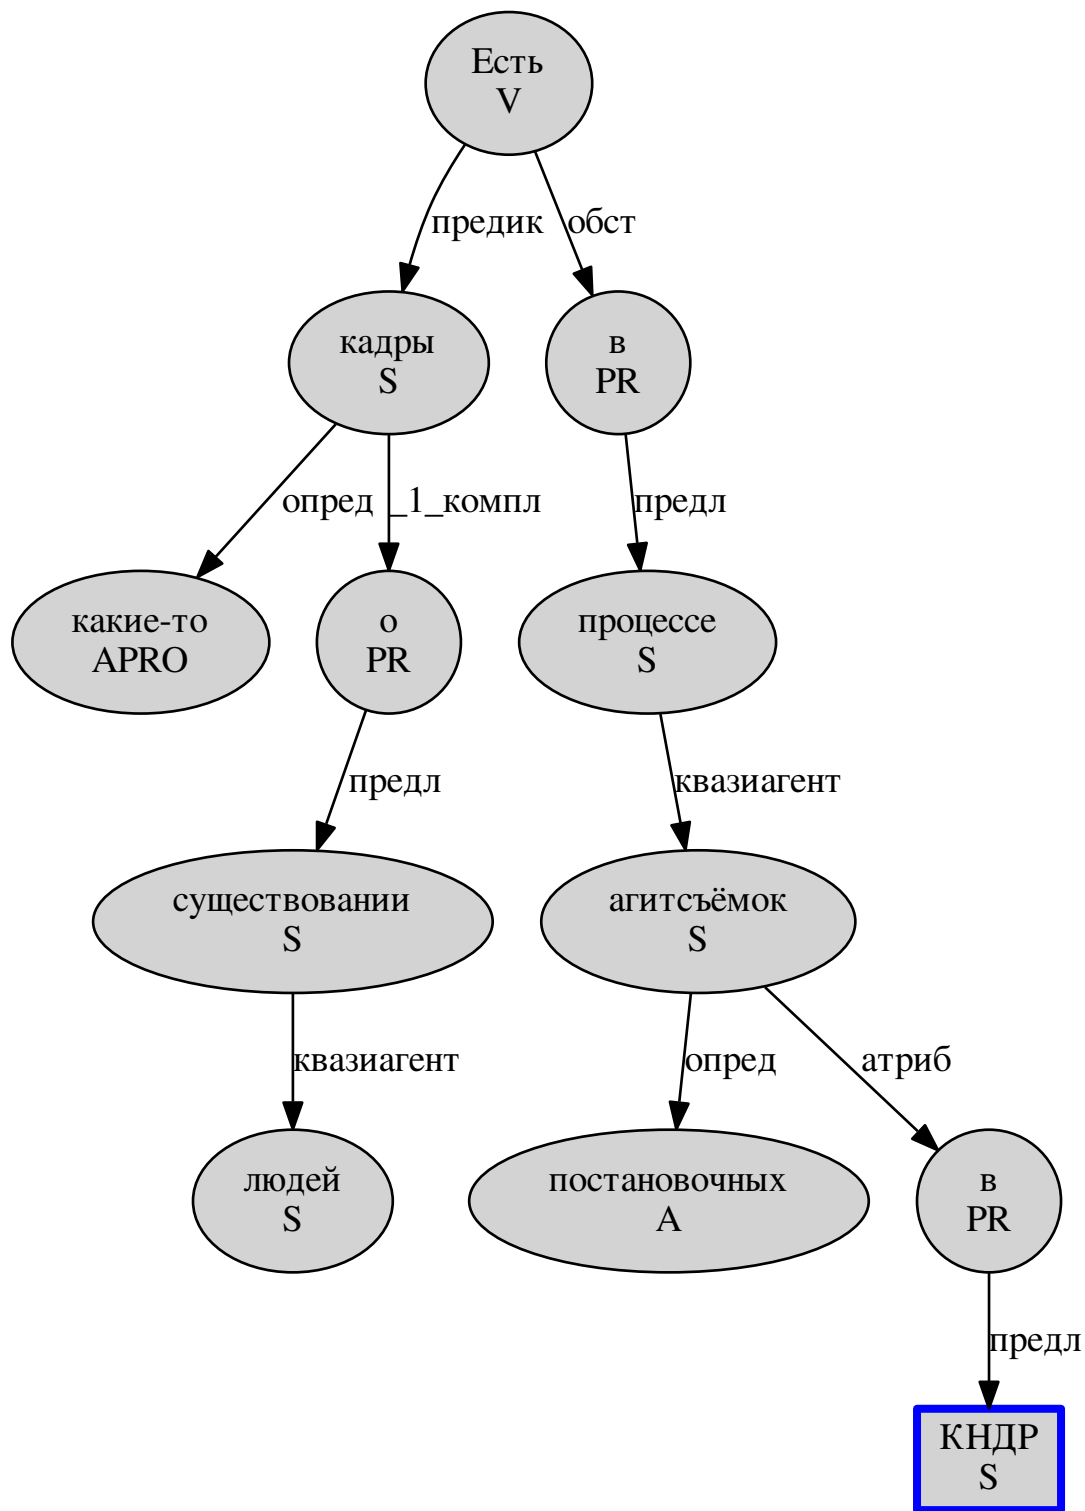 Есть
V
предик
обст
кадры
S
в
PR
опред
_1_компл
предл
какие-то
APRO
о
PR
процессе
S
предл
квазиагент
существовании
S
агитсъёмок
S
квазиагент
опред
атриб
людей
S
постановочных
A
в
PR
предл
КНДР
S